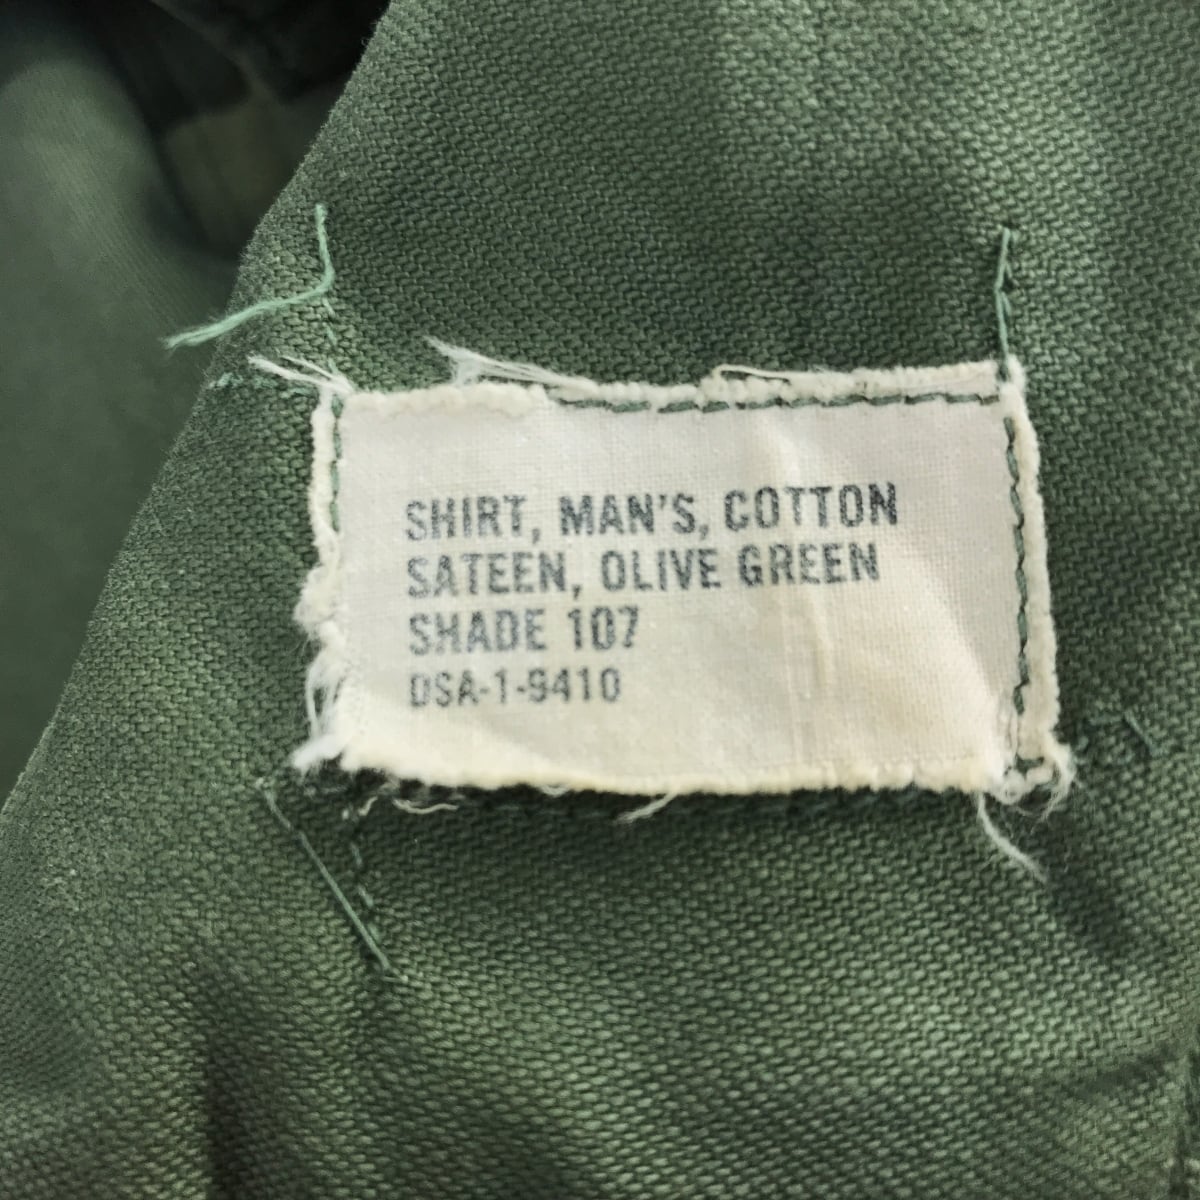 SHIRT, MAN'S, COTTON
SATEEN, OLIVE GREEN
SHADE 107
DSA-1-9410